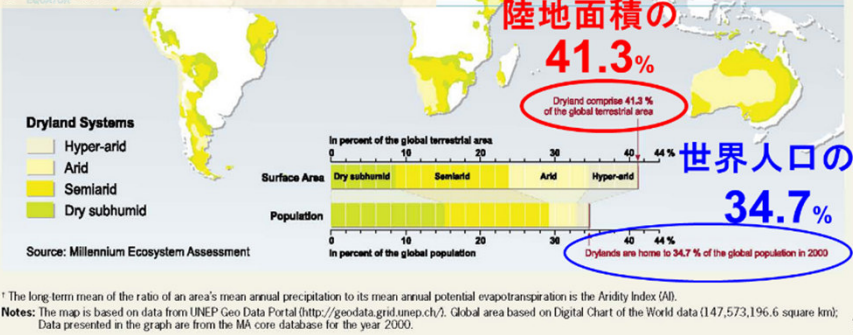 陸地面積の
41.3%
Dryland comprise 41.3 %
of the global terrestrial area
Dryland Systems
Hyper-arid
Arid
Semiarid
Dry subhumid
In percent of the global terrestrial area
0 10 20 30 40 44 %
Surface Area Dry subhumid Semiarid Arid Hyper-arid
世界人口の
34.7%
Population
0 10 20 30 40 44 %
In percent of the global population
Drylands are home to 34.7 % of the global population in 2000
Source: Millennium Ecosystem Assessment
† The long-term mean of the ratio of an area's mean annual precipitation to its mean annual potential evapotranspiration is the Aridity Index (AI).
Notes: The map is based on data from UNEP Geo Data Portal (http://geodata.grid.unep.ch/). Global area based on Digital Chart of the World data (147,573,196.6 square km);
Data presented in the graph are from the MA core database for the year 2000.